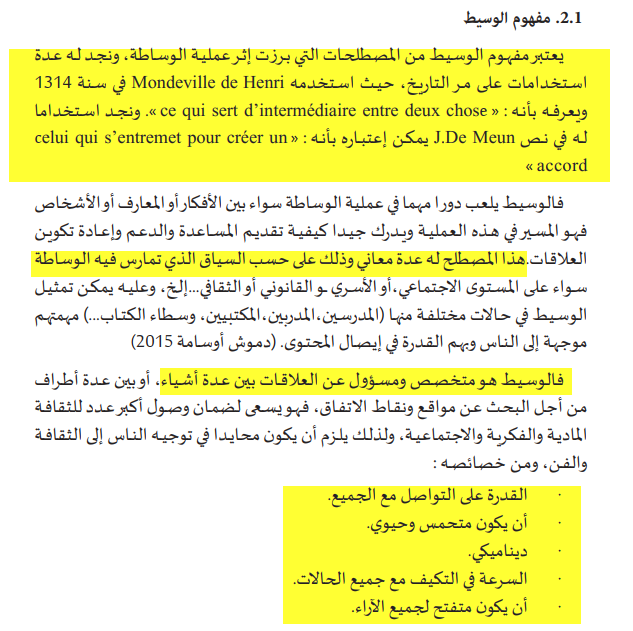 2.1. مفهوم الوسيط
يعتبر مفهوم الوسيط من المصطلحات التي برزت إثر عملية الوساطة، ونجد له عدة
استخدامات على مر التاريخ، حيث استخدمه Mondeville de Henri في سنة 1314
ويعرفه بأنه : « ce qui sert d’intermédiaire entre deux chose». ونجد استخداما
له في نص J.De Meun يمكن إعتباره بأنه : « celui qui s’entremet pour créer un
accord »
فالوسيط يلعب دورا مهما في عملية الوساطة سواء بين الأفكار أو المعارف أو الأشخاص
فهو المسير في هذه العملية ويدرك جيدا كيفية تقديم المساعدة والدعم وإعادة تكوين
العلاقات. هذا المصطلح له عدة معاني وذلك على حسب السياق الذي تمارس فيه الوساطة
سواء على المستوى الاجتماعي، أو الأسري و القانوني أو الثقافي...إلخ، وعليه يمكن تمثيل
الوسيط في حالات مختلفة منها (المدرسين، المدربين، المكتبيين، وسطاء الكتاب...) مهمتهم
موجهة إلى الناس وبهم القدرة في إيصال المحتوى. (دموش أوسامة 2015)
فالوسيط هو متخصص ومسؤول عن العلاقات بين عدة أشياء، أو بين عدة أطراف
من أجل البحث عن مواقع ونقاط الاتفاق، فهو يسعى لضمان وصول أكبر عدد للثقافة
المادية والفكرية والاجتماعية، ولذلك يلزم أن يكون محايدا في توجيه الناس إلى الثقافة
والفن، ومن خصائصه :
· القدرة على التواصل مع الجميع.
· أن يكون متحمس وحيوي.
· ديناميكي.
· السرعة في التكيف مع جميع الحالات.
· أن يكون متفتح لجميع الآراء.